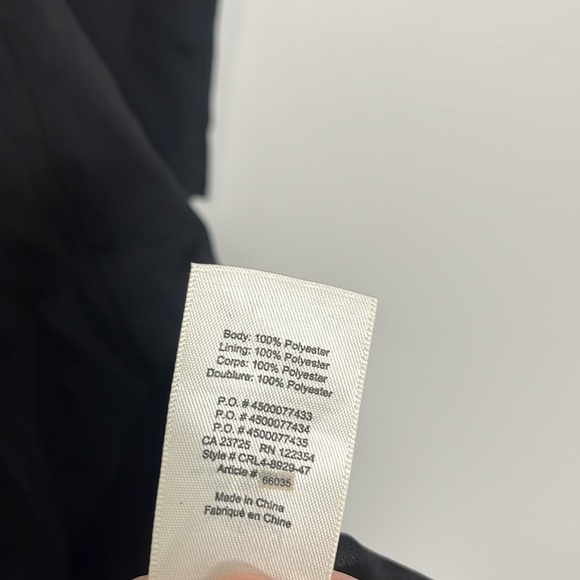 Body: 100% Polyester
Lining: 100% Polyester
Corps: 100% Polyester
Doublure: 100% Polyester
P.O. # 4500077433
P.O. # 4500077434
P.O. # 4500077435
CA 23725 RN 122354
Style # CRL4-8929-47
Article # 66035
Made in China
Fabriqué en Chine